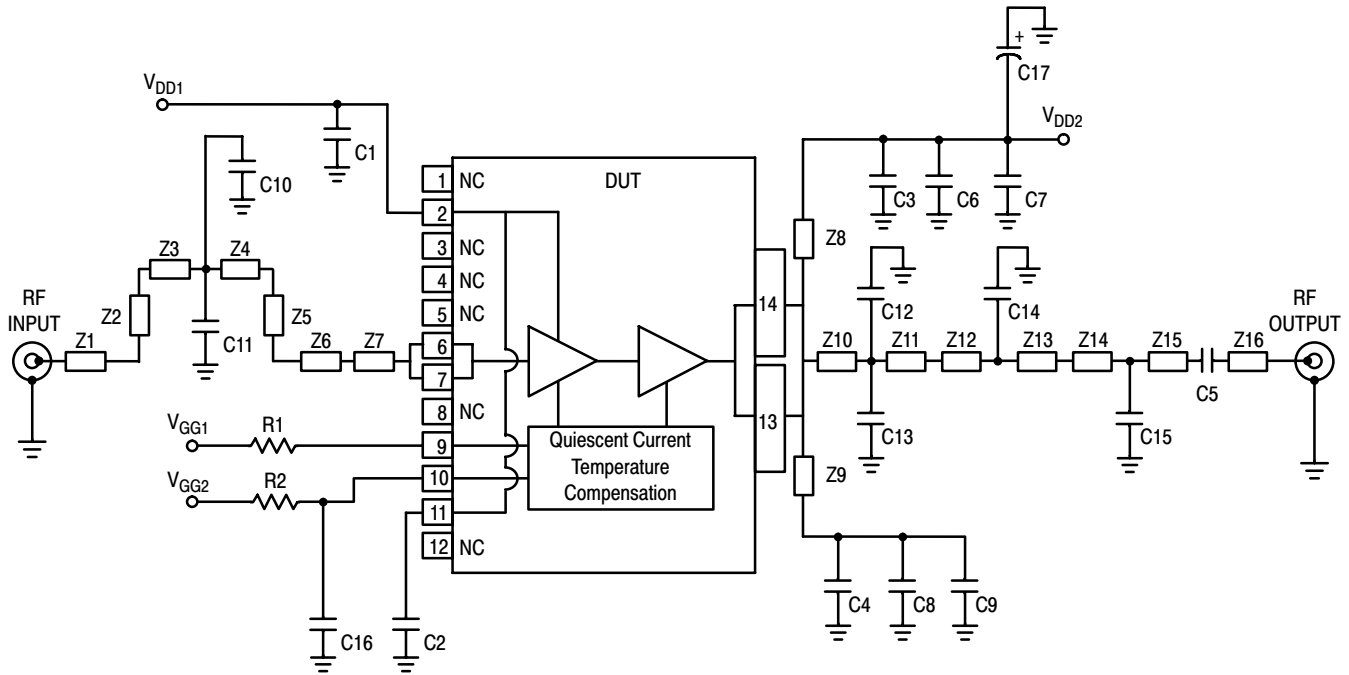 +
C17
V_DD1
V_DD2
C1
C10
1 NC
DUT
C3
C6
C7
2
3 NC
Z8
Z3
Z4
4 NC
RF
INPUT
Z2
Z5
5 NC
14
C12
C14
RF
OUTPUT
Z1
C11
Z6
Z7
6
Z10
Z11
Z12
Z13
Z14
Z15
Z16
7
C5
8 NC
13
C13
C15
V_GG1
R1
9
Quiescent Current
Temperature
Compensation
V_GG2
R2
10
Z9
11
12 NC
C4
C8
C9
C16
C2